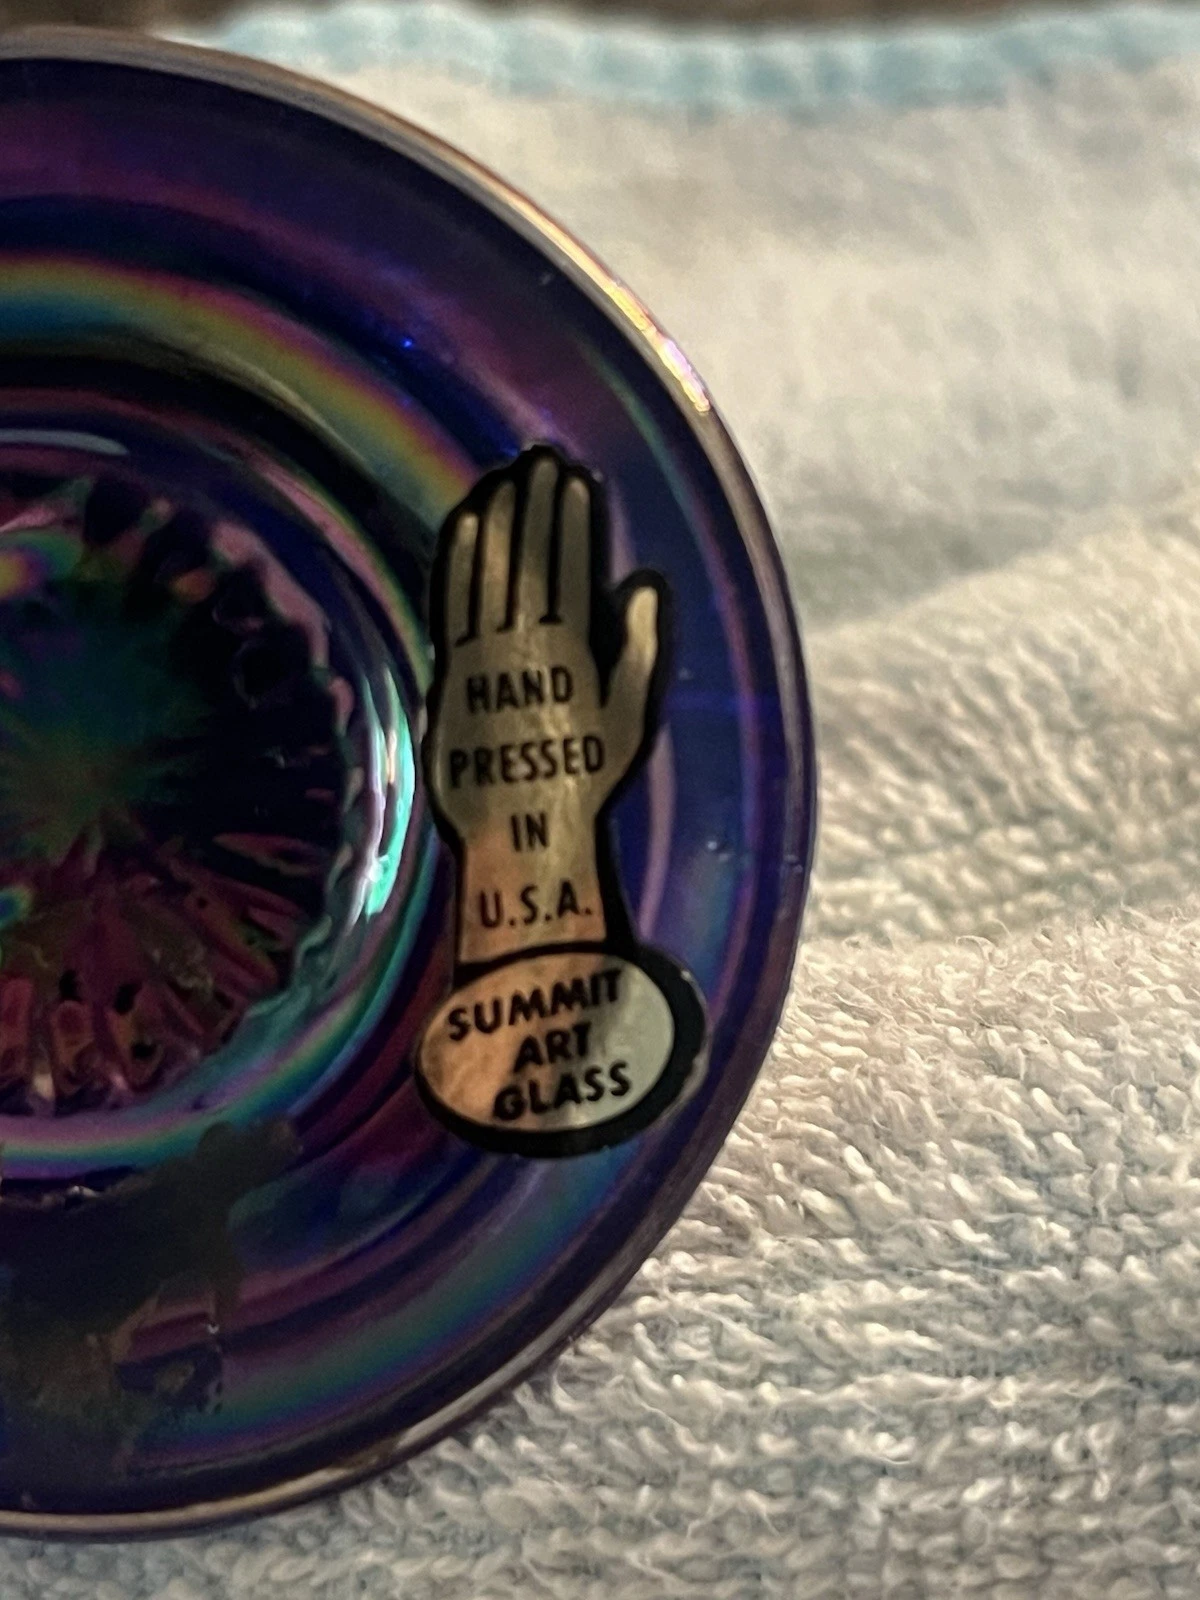 HAND
PRESSED
IN
U.S.A.
SUMMIT
ART
GLASS